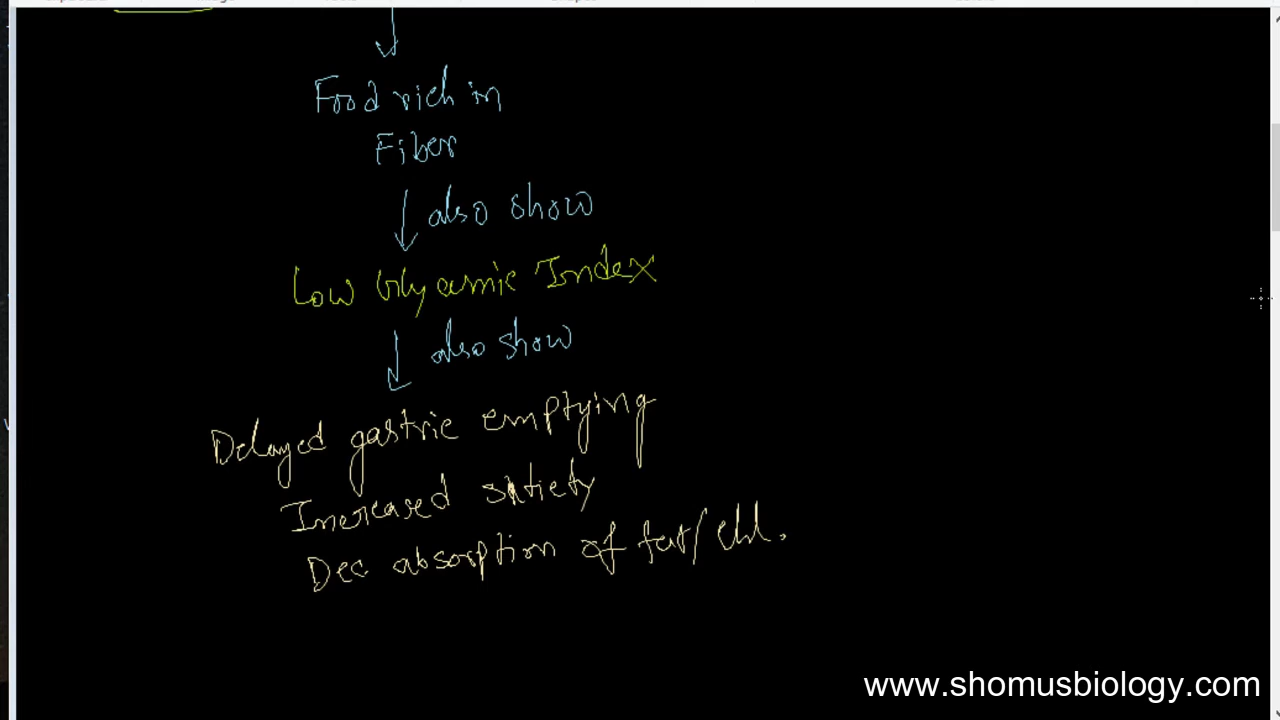 Food rich in
Fiber
also show
Low Glycemic Index
also show
Delayed gastric emptying
Increased satiety
Dec absorption of fat/chl.
www.shomusbiology.com